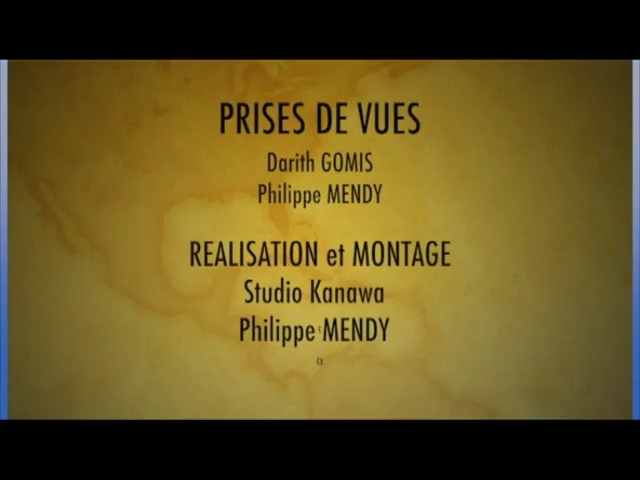 PRISES DE VUES
Darith GOMIS
Philippe MENDY
REALISATION et MONTAGE
Studio Kanawa
Philippe MENDY